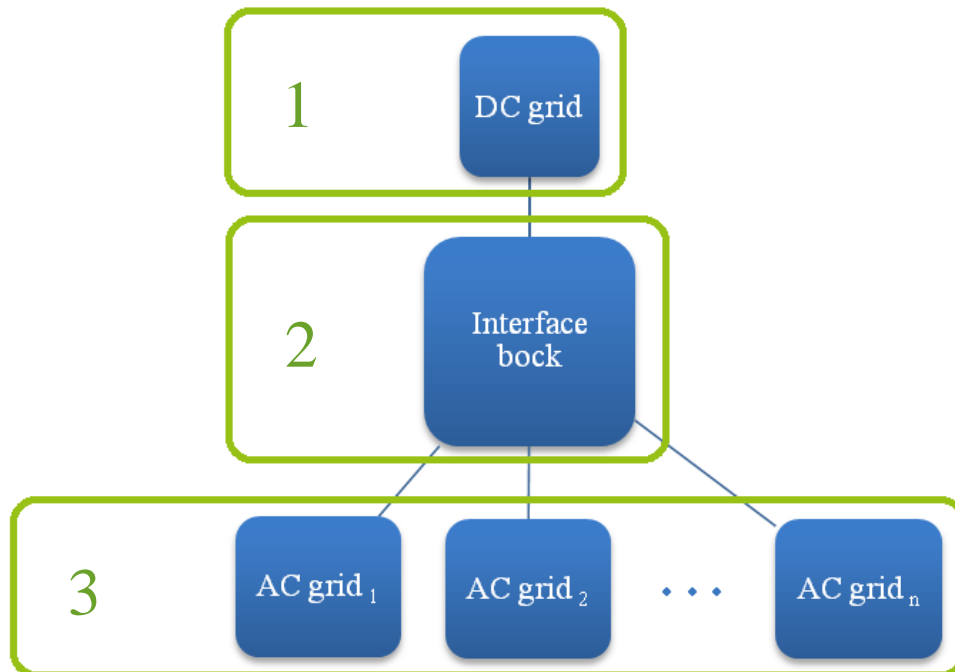 1
DC grid
2
Interface
bock
3
AC grid 1
AC grid 2
. . .
AC grid n